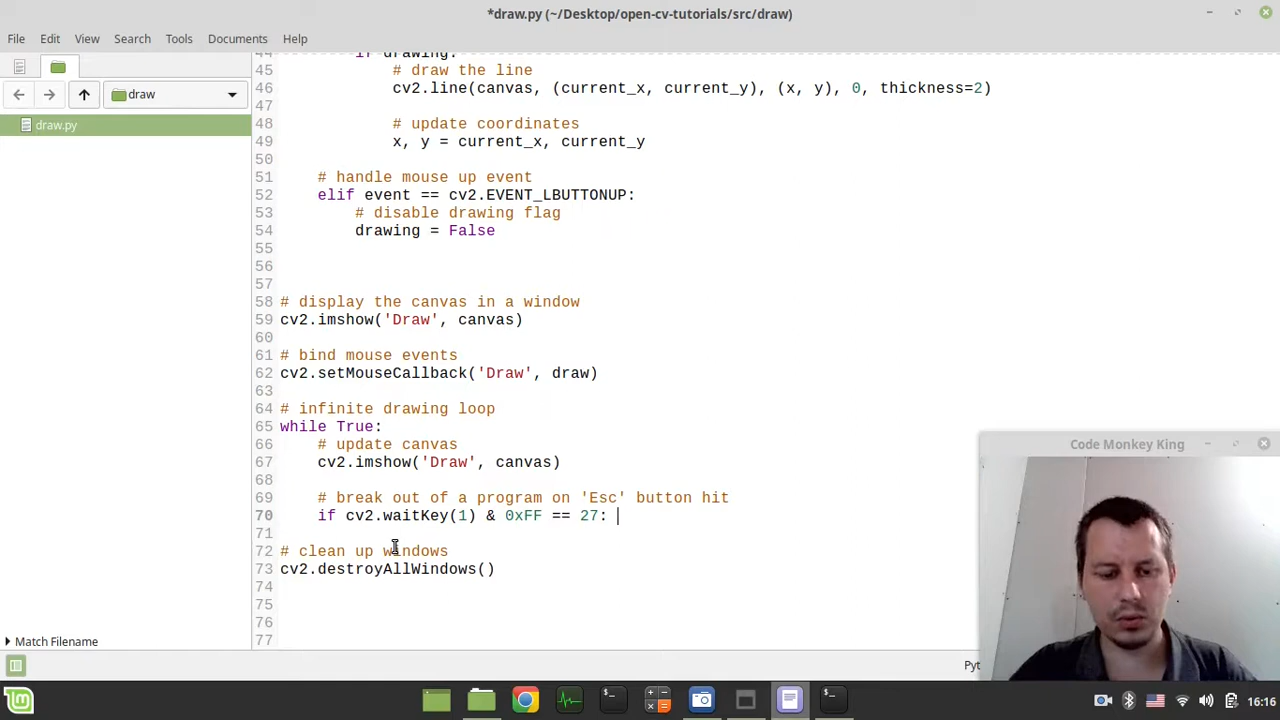 *draw.py (~/Desktop/open-cv-tutorials/src/draw)
File Edit View Search Tools Documents Help
draw
draw.py
44 if drawing:
45 # draw the line
46 cv2.line(canvas, (current_x, current_y), (x, y), 0, thickness=2)
47
48 # update coordinates
49 x, y = current_x, current_y
50
51 # handle mouse up event
52 elif event == cv2.EVENT_LBUTTONUP:
53 # disable drawing flag
54 drawing = False
55
56
57
58 # display the canvas in a window
59 cv2.imshow('Draw', canvas)
60
61 # bind mouse events
62 cv2.setMouseCallback('Draw', draw)
63
64 # infinite drawing loop
65 while True:
66 # update canvas
67 cv2.imshow('Draw', canvas)
68
69 # break out of a program on 'Esc' button hit
70 if cv2.waitKey(1) & 0xFF == 27:
71
72 # clean up windows
73 cv2.destroyAllWindows()
74
75
76
77
Code Monkey King
Match Filename
Pyt
16:16